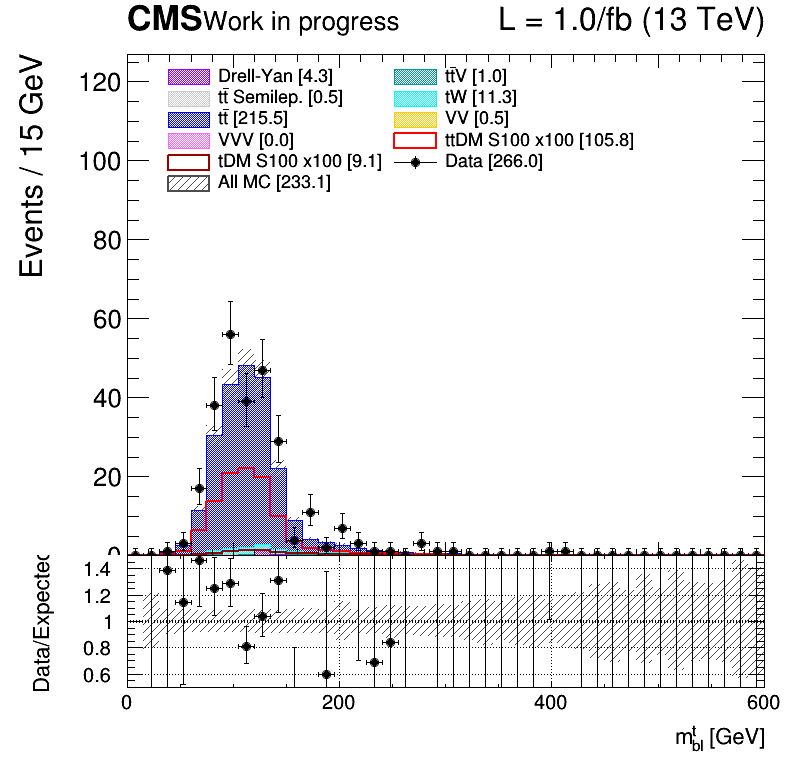 CMS Work in progress L = 1.0/fb (13 TeV)
Events / 15 GeV
120
100
80
60
40
20
0
Drell-Yan [4.3] tt̄V [1.0]
tt̄ Semilep. [0.5] tW [11.3]
tt̄ [215.5] VV [0.5]
VVV [0.0] ttDM S100 x100 [105.8]
tDM S100 x100 [9.1] Data [266.0]
All MC [233.1]
Data/Expected
1.4
1.2
1
0.8
0.6
0 200 400 600
m^t_bl [GeV]